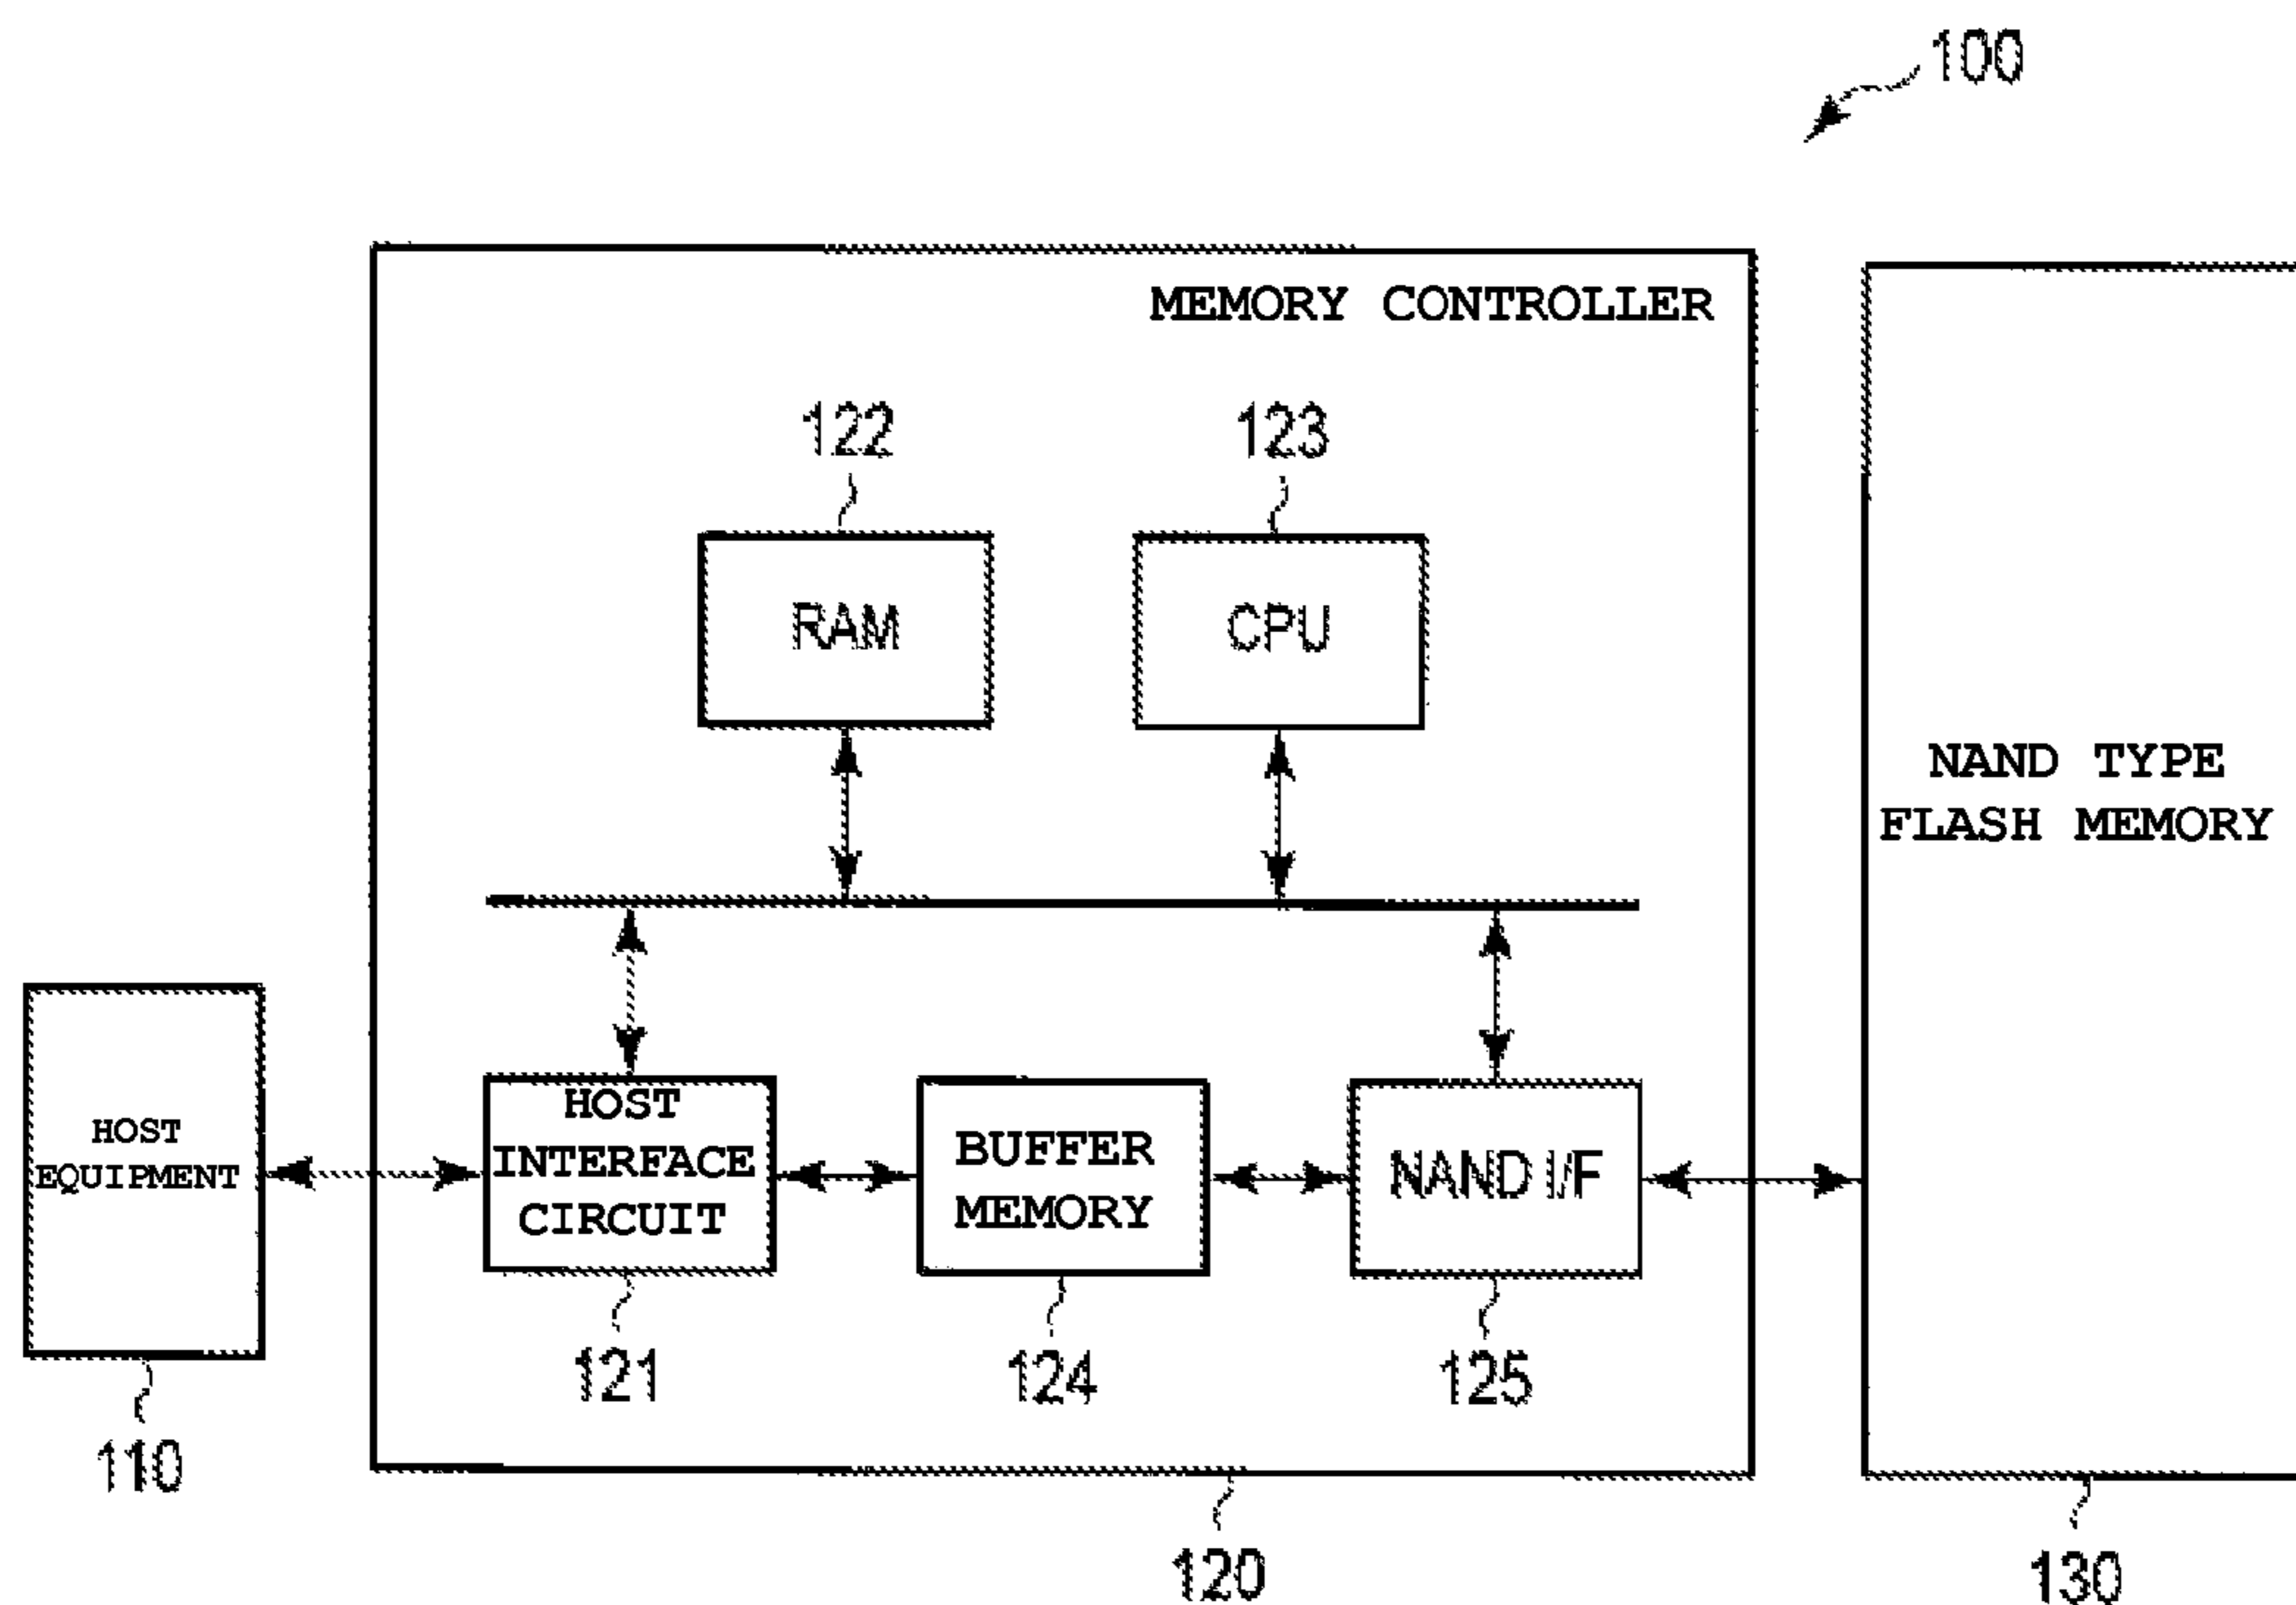 100
MEMORY CONTROLLER
122
123
RAM
CPU
NAND TYPE
FLASH MEMORY
HOST
EQUIPMENT
HOST
INTERFACE
CIRCUIT
BUFFER
MEMORY
NAND I/F
121
124
125
110
120
130